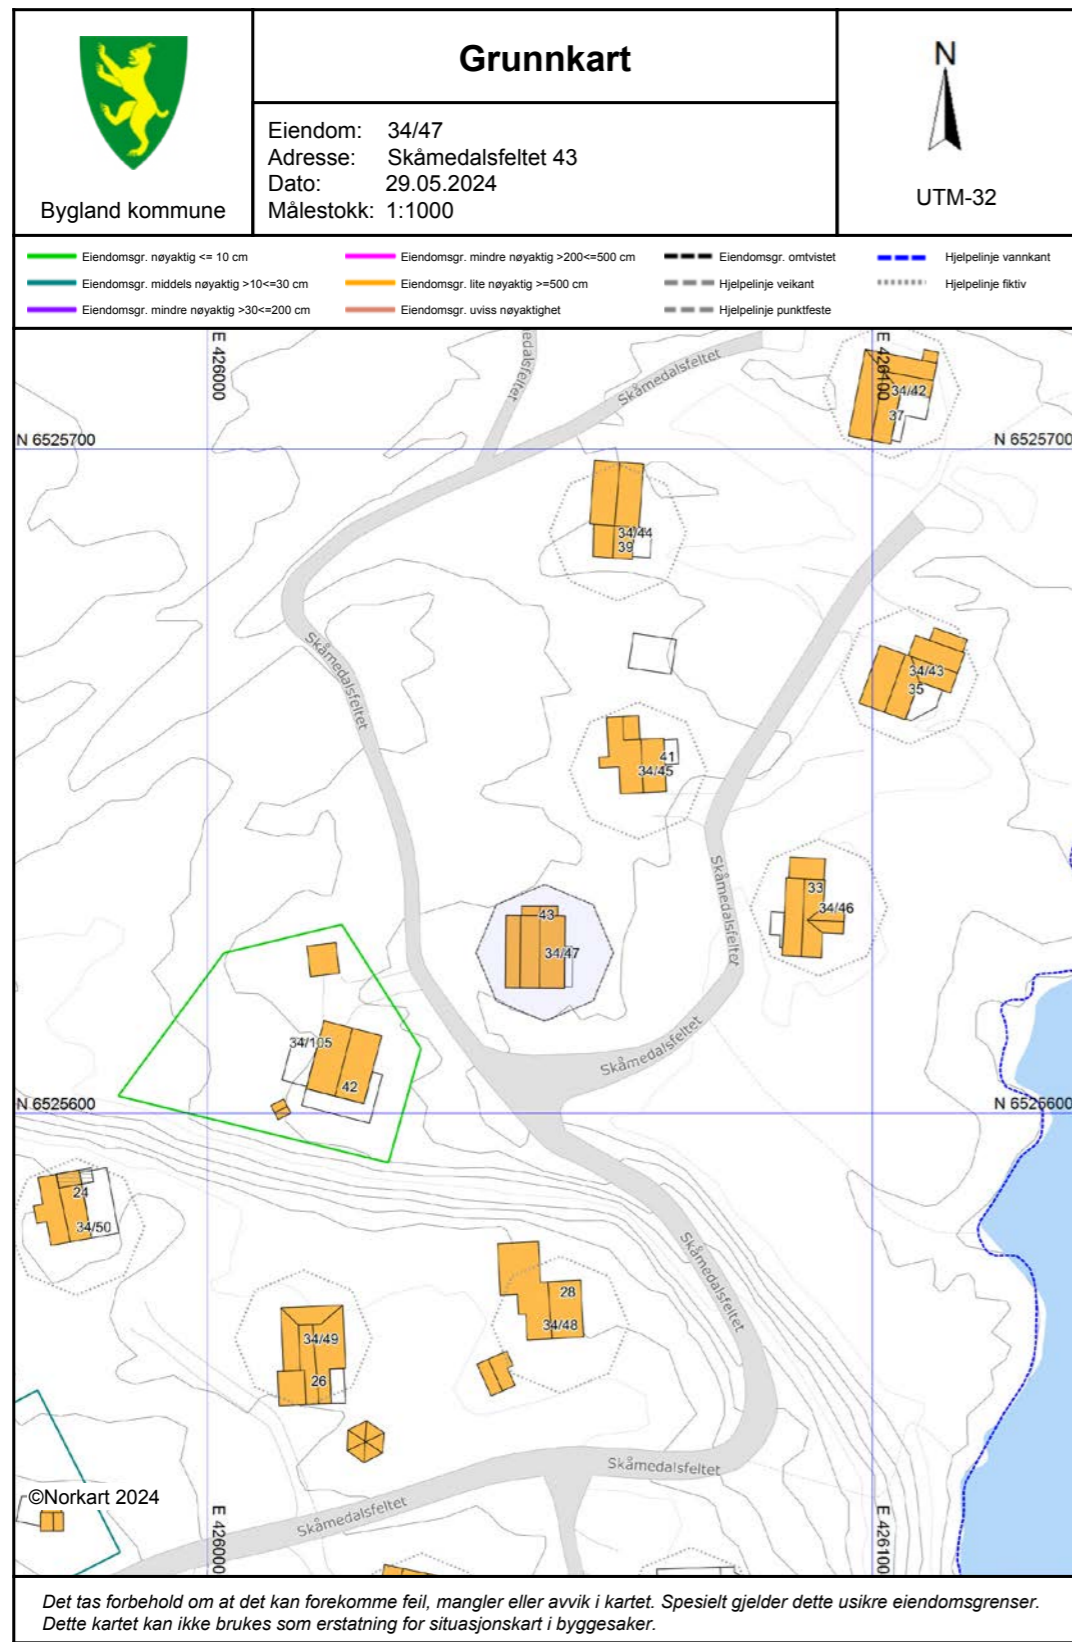 Grunnkart
Bygland kommune
Eiendom: 34/47
Adresse: Skåmedalsfeltet 43
Dato: 29.05.2024
Målestokk: 1:1000
N
UTM-32
Eiendomsgr. nøyaktig <= 10 cm
Eiendomsgr. middels nøyaktig >10<=30 cm
Eiendomsgr. mindre nøyaktig >30<=200 cm
Eiendomsgr. mindre nøyaktig >200<=500 cm
Eiendomsgr. lite nøyaktig >=500 cm
Eiendomsgr. uviss nøyaktighet
Eiendomsgr. omtvistet
Hjelpelinje veikant
Hjelpelinje punktfeste
Hjelpelinje vannkant
Hjelpelinje fiktiv
E 426000
edalsfeltet
Skåmedalsfeltet
E 426100
34/42
37
N 6525700
N 6525700
34/44
39
Skåmedalsfeltet
34/43
35
41
34/45
Skåmedalsfeltet
33
34/46
43
34/47
34/105
42
Skåmedalsfeltet
N 6525600
N 6525600
24
34/50
Skåmedalsfeltet
28
34/48
34/49
26
Skåmedalsfeltet
©Norkart 2024
Skåmedalsfeltet
E 426000
E 426100
Det tas forbehold om at det kan forekomme feil, mangler eller avvik i kartet. Spesielt gjelder dette usikre eiendomsgrenser.
Dette kartet kan ikke brukes som erstatning for situasjonskart i byggesaker.